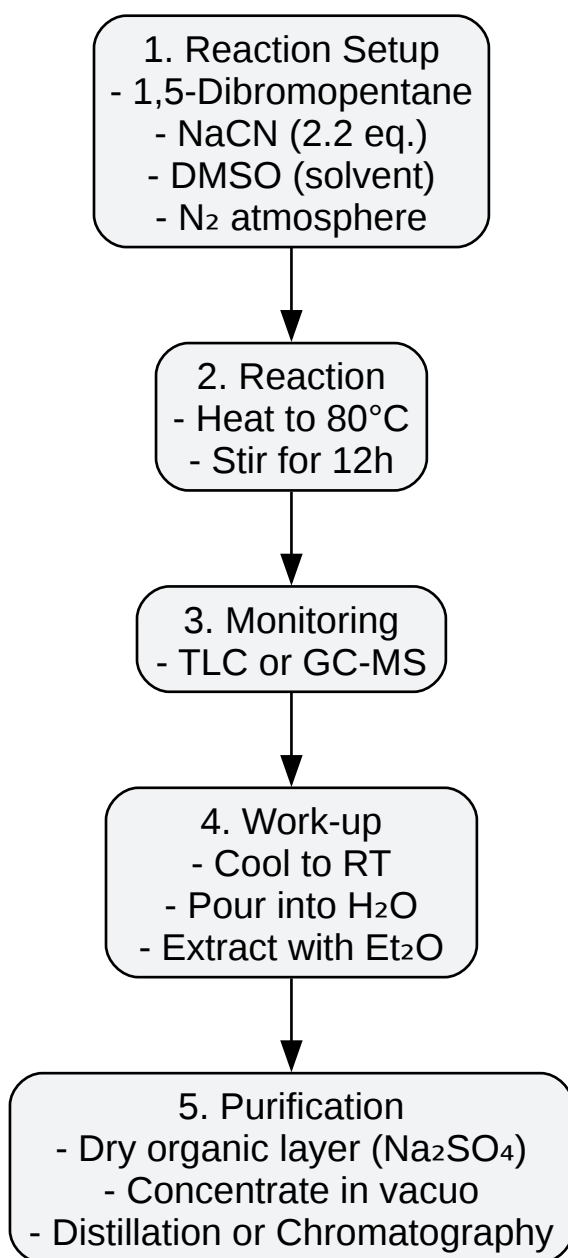 1. Reaction Setup
- 1,5-Dibromopentane
- NaCN (2.2 eq.)
- DMSO (solvent)
- N₂ atmosphere
2. Reaction
- Heat to 80°C
- Stir for 12h
3. Monitoring
- TLC or GC-MS
4. Work-up
- Cool to RT
- Pour into H₂O
- Extract with Et₂O
5. Purification
- Dry organic layer (Na₂SO₄)
- Concentrate in vacuo
- Distillation or Chromatography